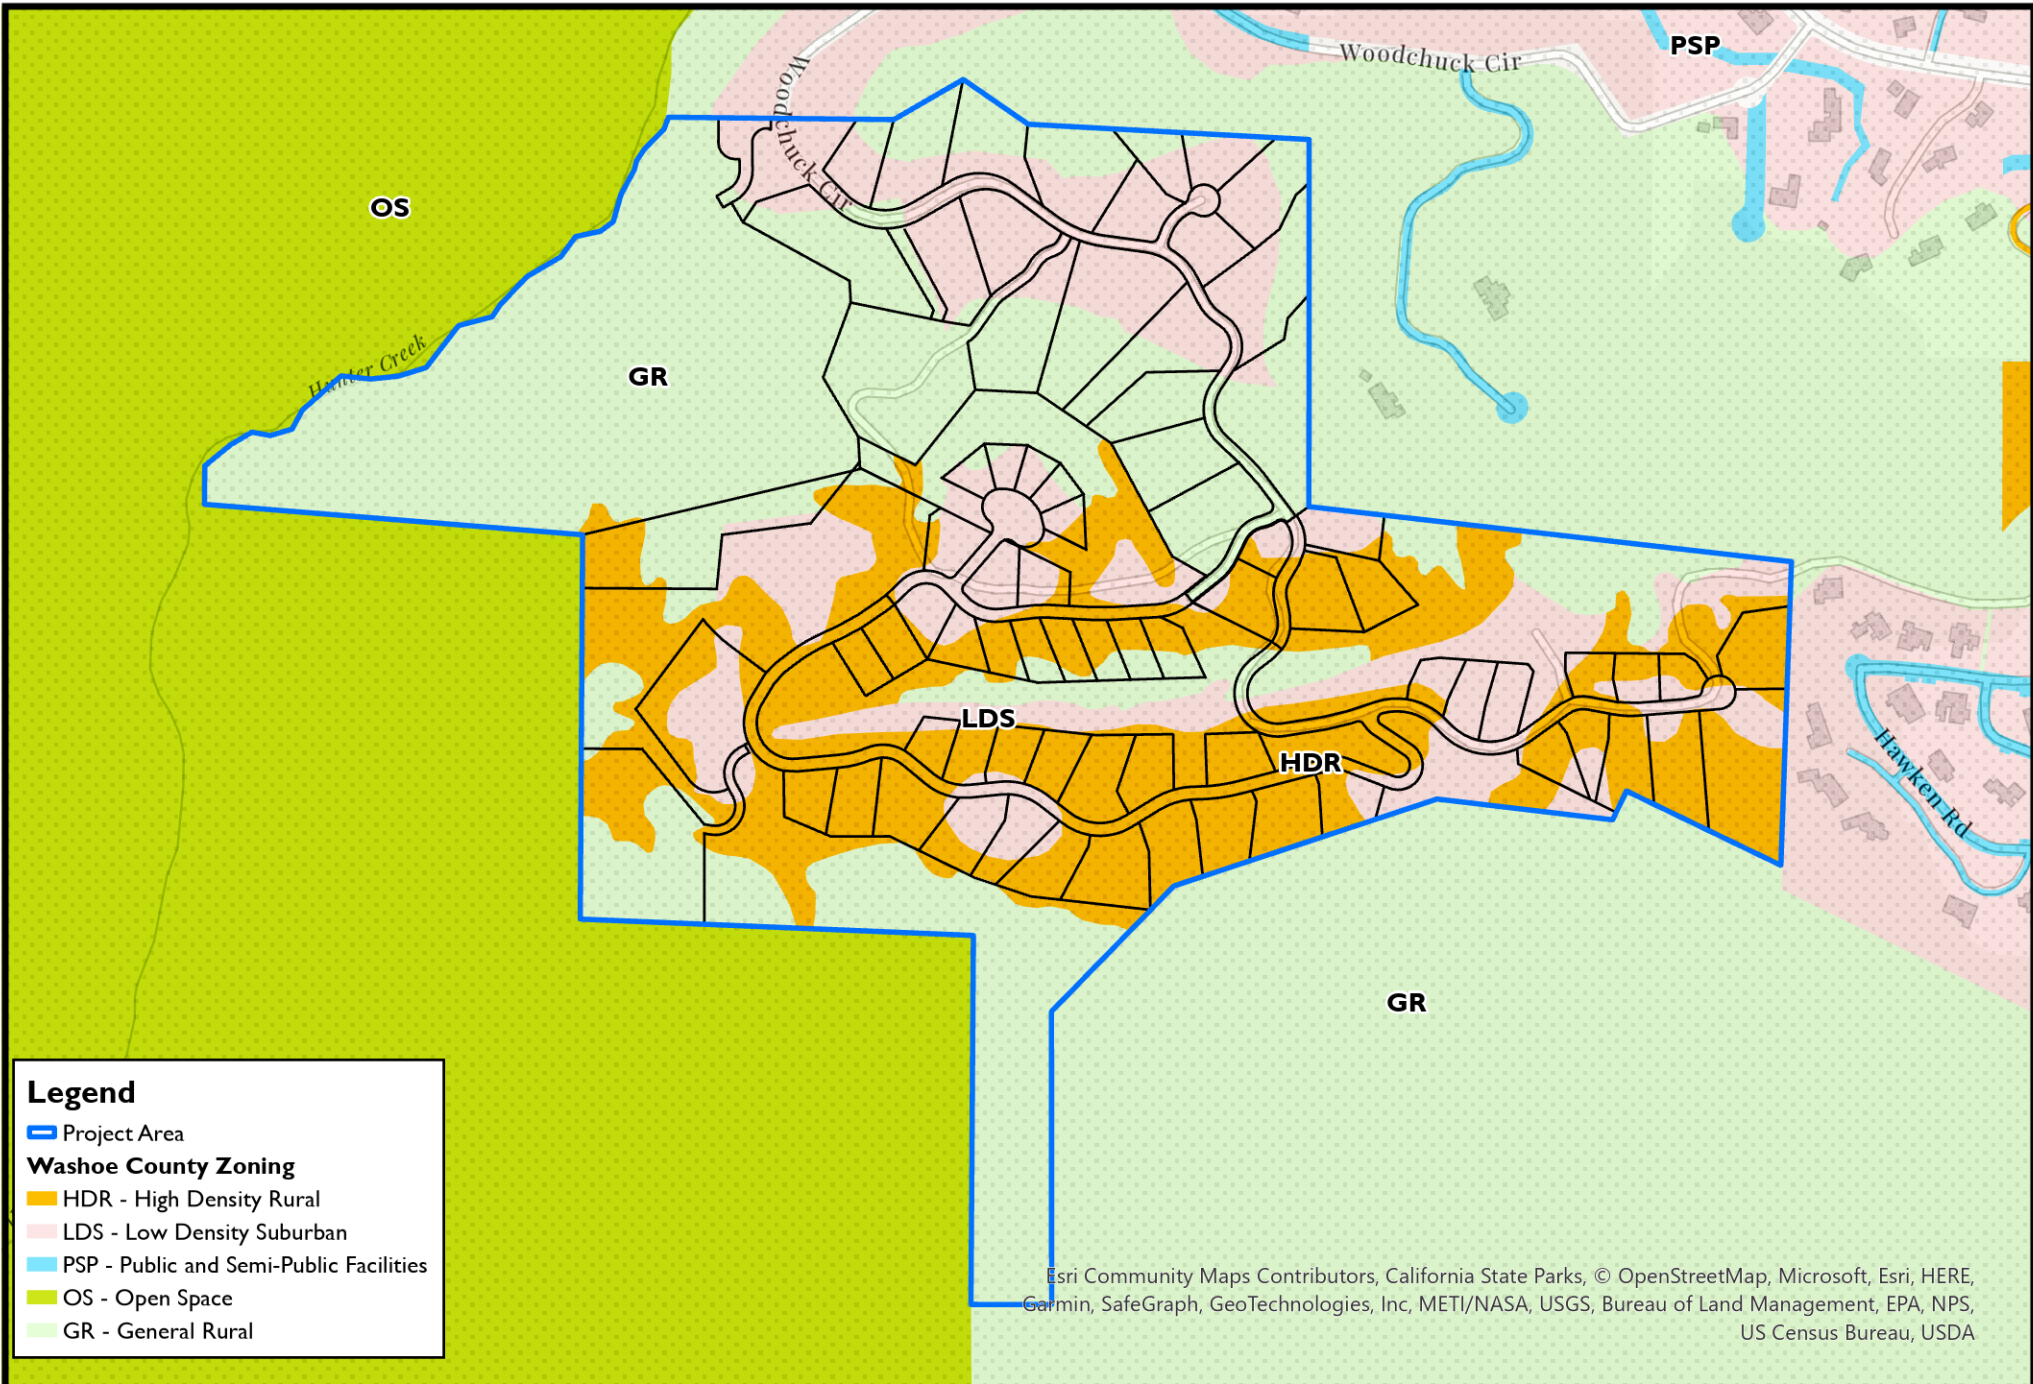 Woodchuck Cir
PSP
Woodchuck Cir
OS
Hunter Creek
GR
LDS
HDR
Hawken Rd
GR
Legend
Project Area
Washoe County Zoning
HDR - High Density Rural
LDS - Low Density Suburban
PSP - Public and Semi-Public Facilities
OS - Open Space
GR - General Rural
Esri Community Maps Contributors, California State Parks, © OpenStreetMap, Microsoft, Esri, HERE,
Garmin, SafeGraph, GeoTechnologies, Inc, METI/NASA, USGS, Bureau of Land Management, EPA, NPS,
US Census Bureau, USDA